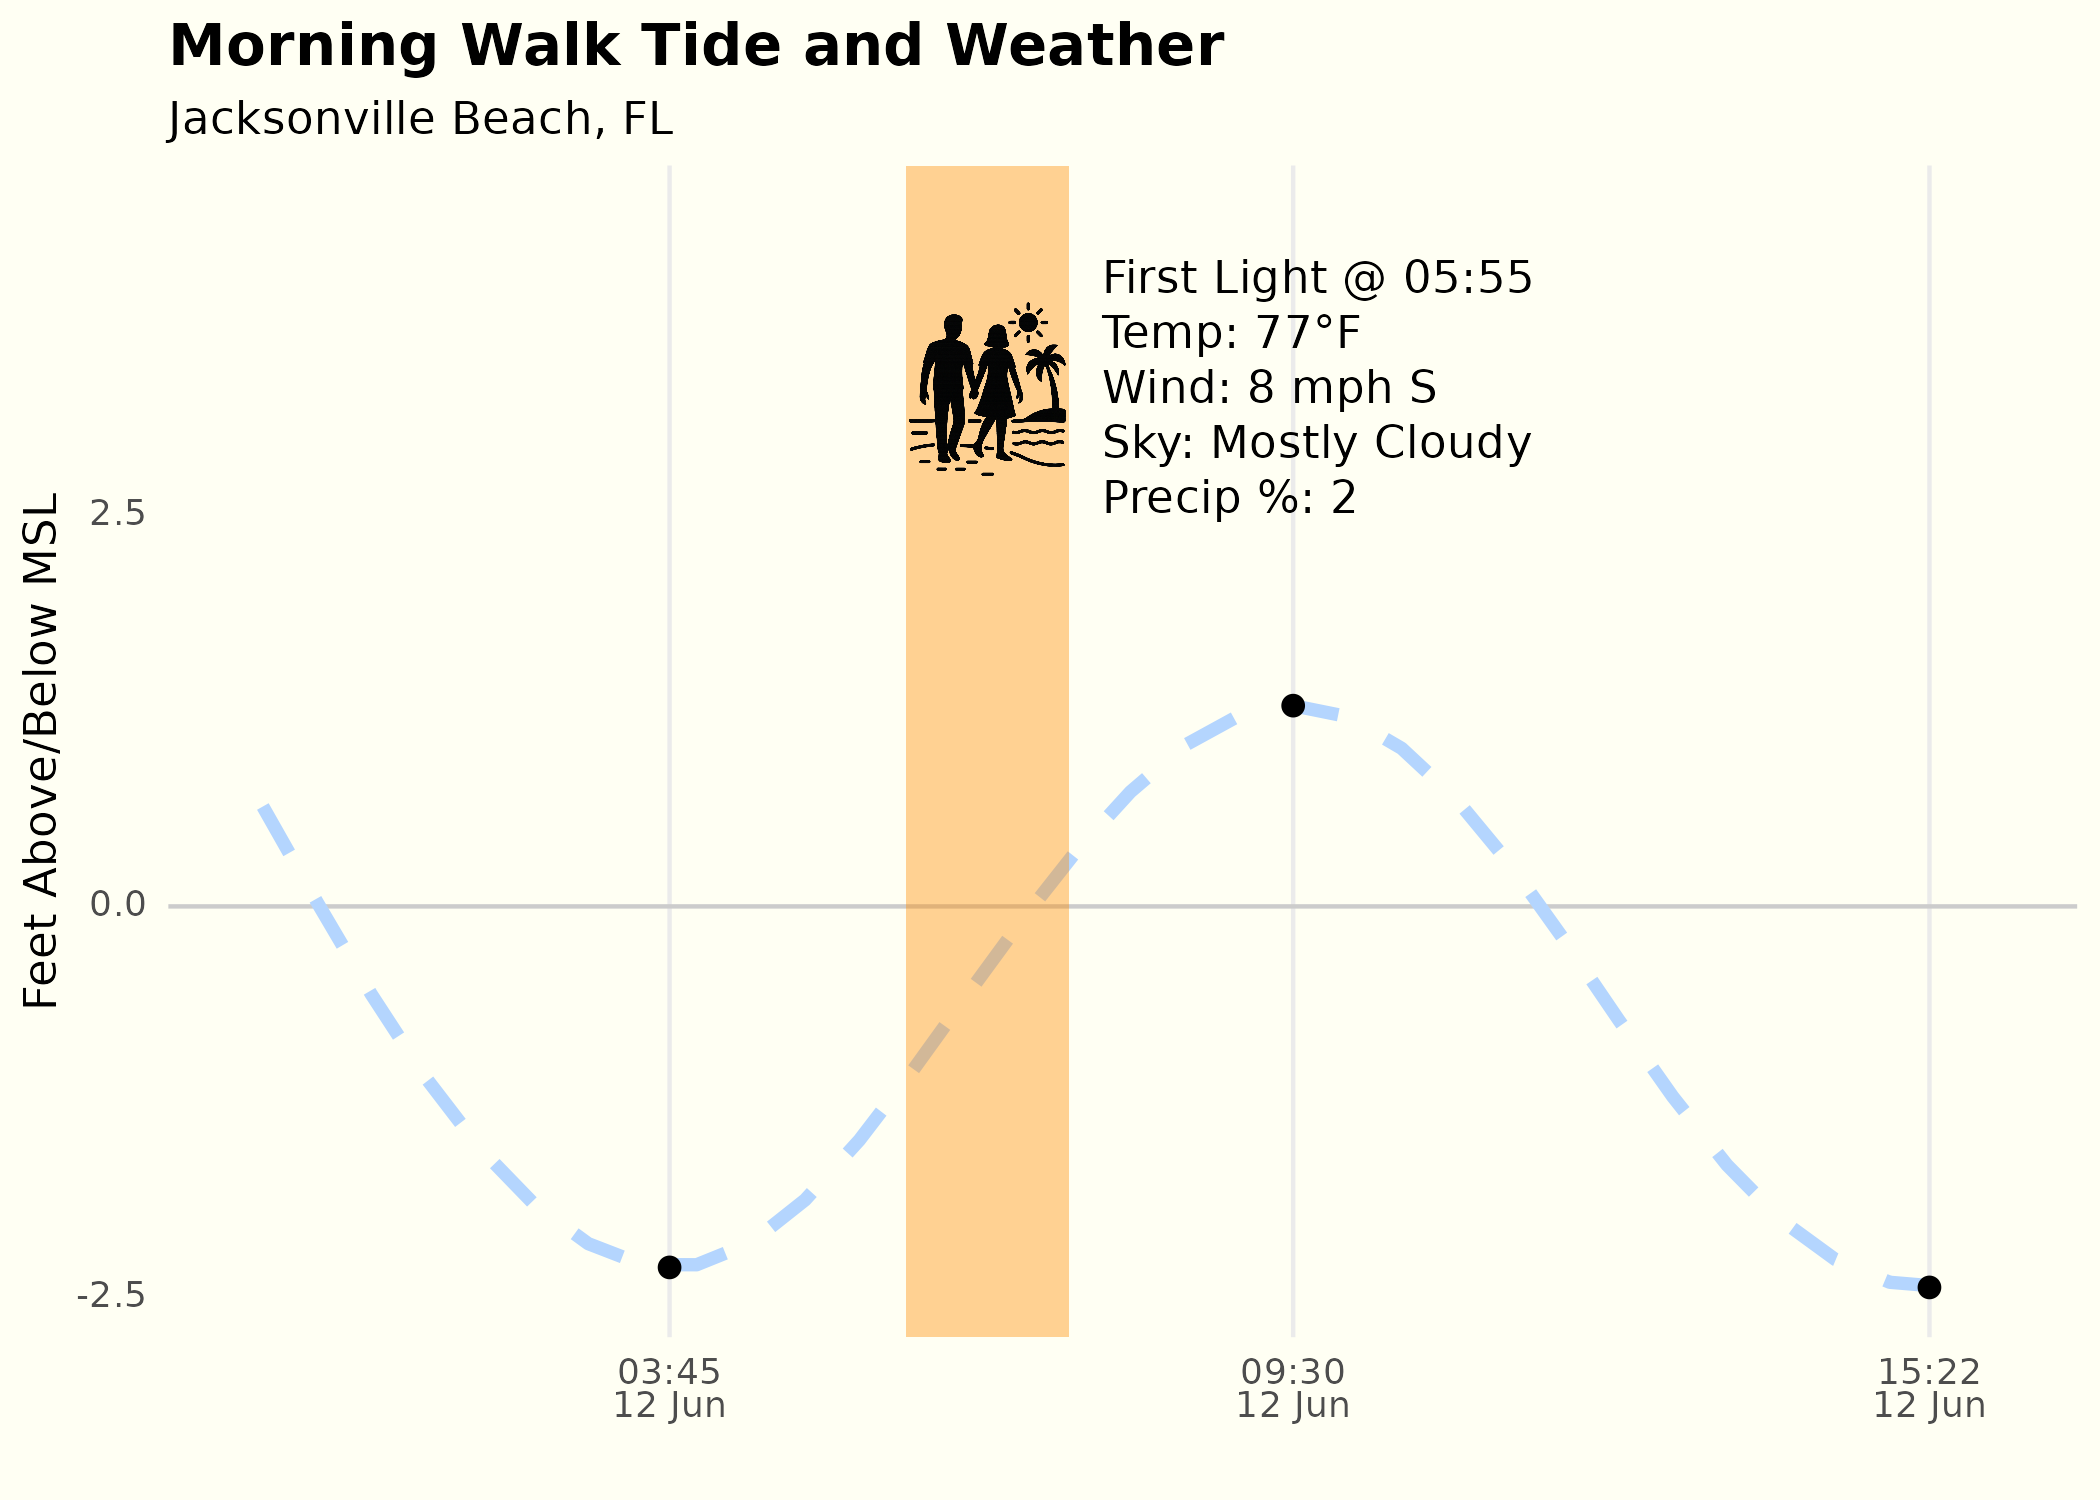 Morning Walk Tide and Weather
Jacksonville Beach, FL
First Light @ 05:55
Temp: 77°F
Wind: 8 mph S
Sky: Mostly Cloudy
Precip %: 2
Feet Above/Below MSL
2.5
0.0
-2.5
03:45
12 Jun
09:30
12 Jun
15:22
12 Jun